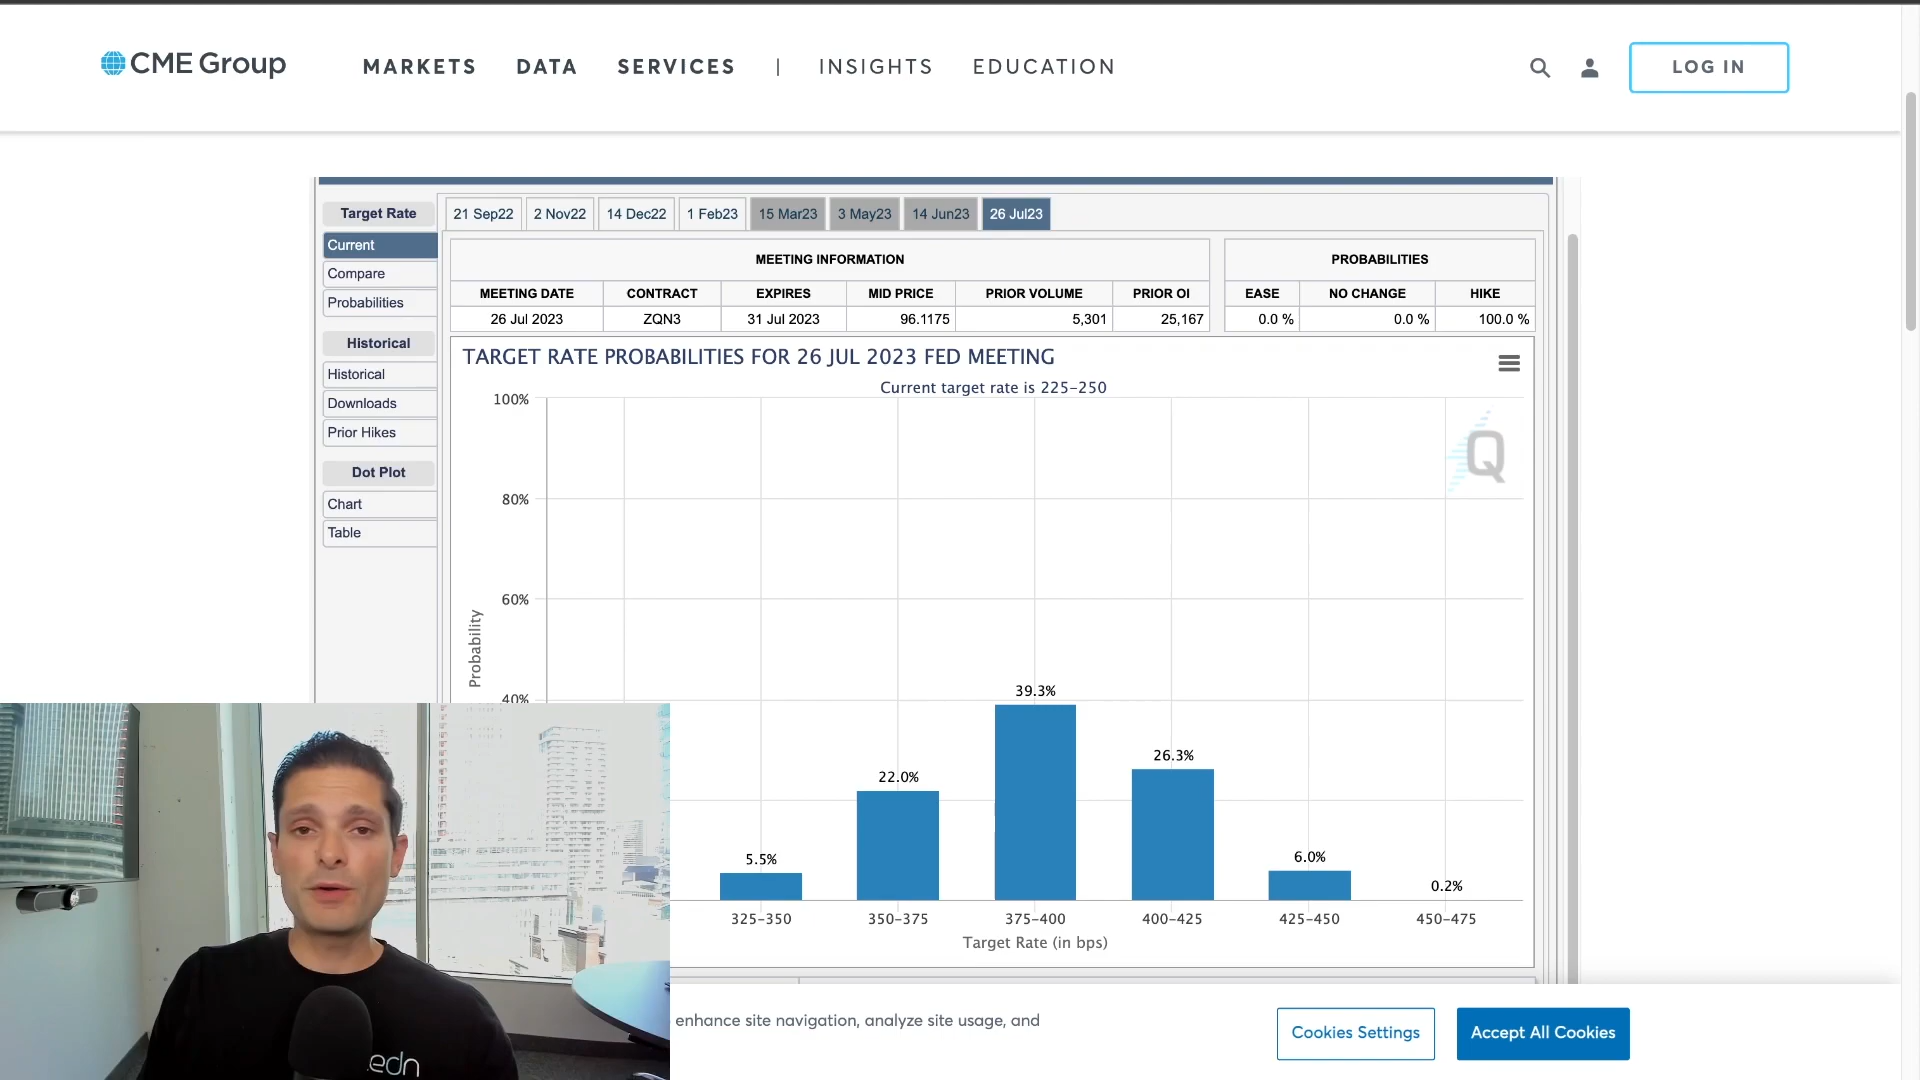 CME Group
MARKETS DATA SERVICES | INSIGHTS EDUCATION
LOG IN
Target Rate
Current
Compare
Probabilities
Historical
Historical
Downloads
Prior Hikes
Dot Plot
Chart
Table
21 Sep22 2 Nov22 14 Dec22 1 Feb23 15 Mar23 3 May23 14 Jun23 26 Jul23
MEETING INFORMATION
MEETING DATE CONTRACT EXPIRES MID PRICE PRIOR VOLUME PRIOR OI
26 Jul 2023 ZQN3 31 Jul 2023 96.1175 5,301 25,167
PROBABILITIES
EASE NO CHANGE HIKE
0.0 % 0.0 % 100.0 %
TARGET RATE PROBABILITIES FOR 26 JUL 2023 FED MEETING
Current target rate is 225-250
Q
100%
80%
60%
40%
Probability
5.5% 22.0% 39.3% 26.3% 6.0% 0.2%
325-350 350-375 375-400 400-425 425-450 450-475
Target Rate (in bps)
enhance site navigation, analyze site usage, and
Cookies Settings
Accept All Cookies
.edn